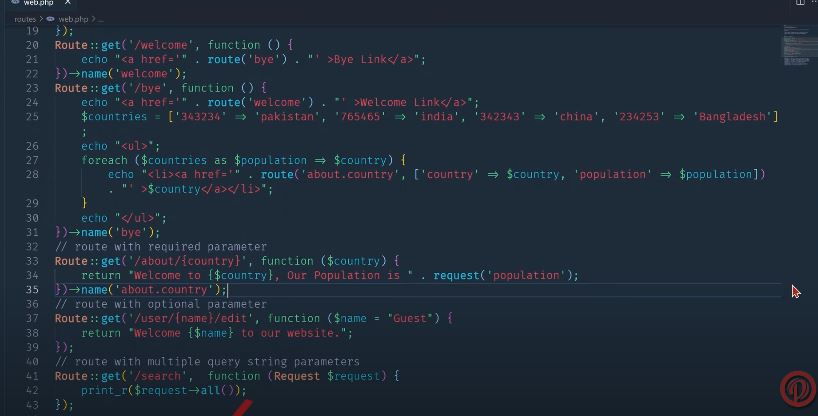 web.php X
routes > web.php > ...
19 });
20 Route::get('/welcome', function () {
21 echo "<a href='" . route('bye') . "' >Bye Link</a>";
22 })->name('welcome');
23 Route::get('/bye', function () {
24 echo "<a href='" . route('welcome') . "' >Welcome Link</a>";
25 $countries = ['343234' => 'pakistan', '765465' => 'india', '342343' => 'china', '234253' => 'Bangladesh']
;
26 echo "<ul>";
27 foreach ($countries as $population => $country) {
28 echo "<li><a href='" . route('about.country', ['country' => $country, 'population' => $population])
. "' >$country</a></li>";
29 }
30 echo "</ul>";
31 })->name('bye');
32 // route with required parameter
33 Route::get('/about/{country}', function ($country) {
34 return "Welcome to {$country}, Our Population is " . request('population');
35 })->name('about.country');
36 // route with optional parameter
37 Route::get('/user/{name}/edit', function ($name = "Guest") {
38 return "Welcome {$name} to our website.";
39 });
40 // route with multiple query string parameters
41 Route::get('/search', function (Request $request) {
42 print_r($request->all());
43 });